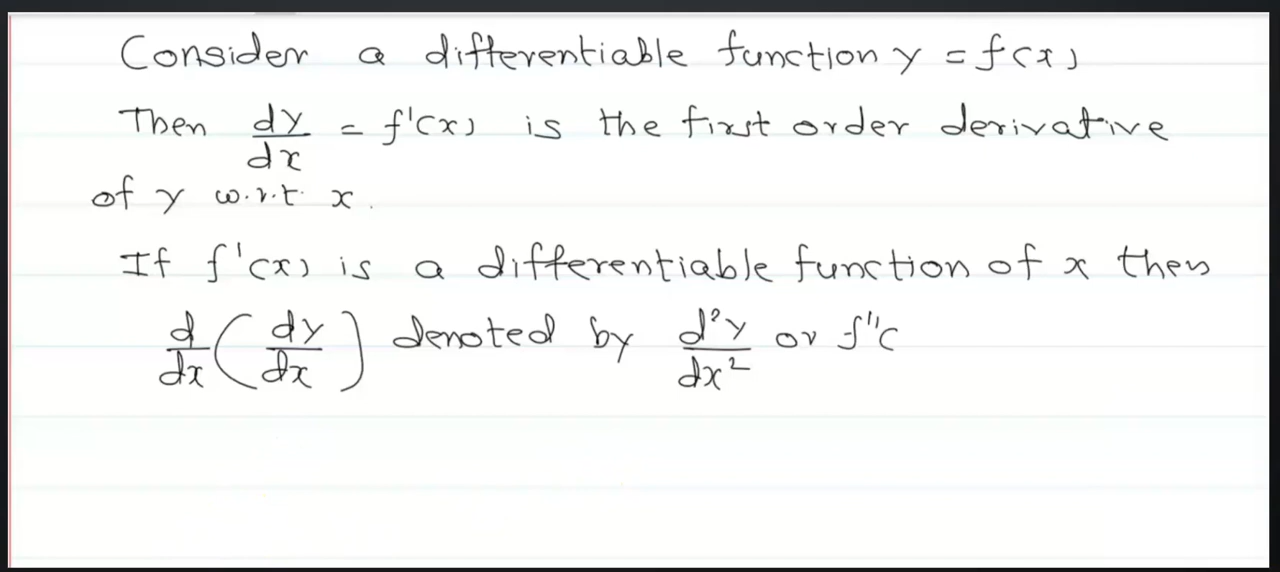 Consider a differentiable function y = f(x)
Then dy/dx = f'(x) is the first order derivative
of y w.r.t. x.
If f'(x) is a differentiable function of x then
d/dx (dy/dx) denoted by d²y/dx² or f''(